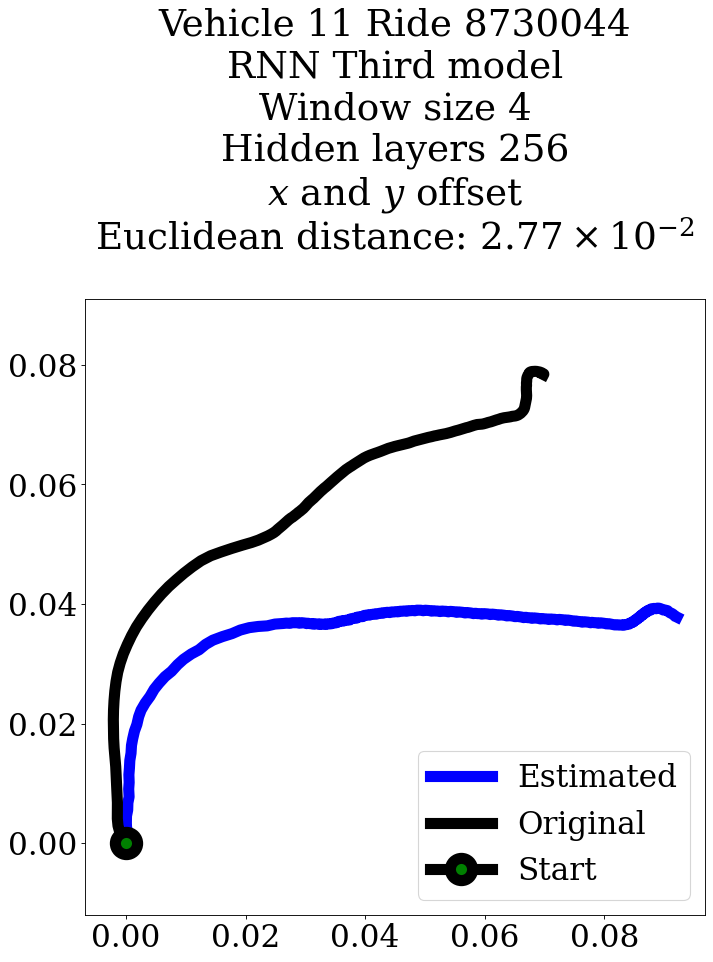 Vehicle 11 Ride 8730044
RNN Third model
Window size 4
Hidden layers 256
x and y offset
Euclidean distance: 2.77 × 10⁻²
0.08
0.06
0.04
0.02
0.00
Estimated
Original
Start
0.00 0.02 0.04 0.06 0.08